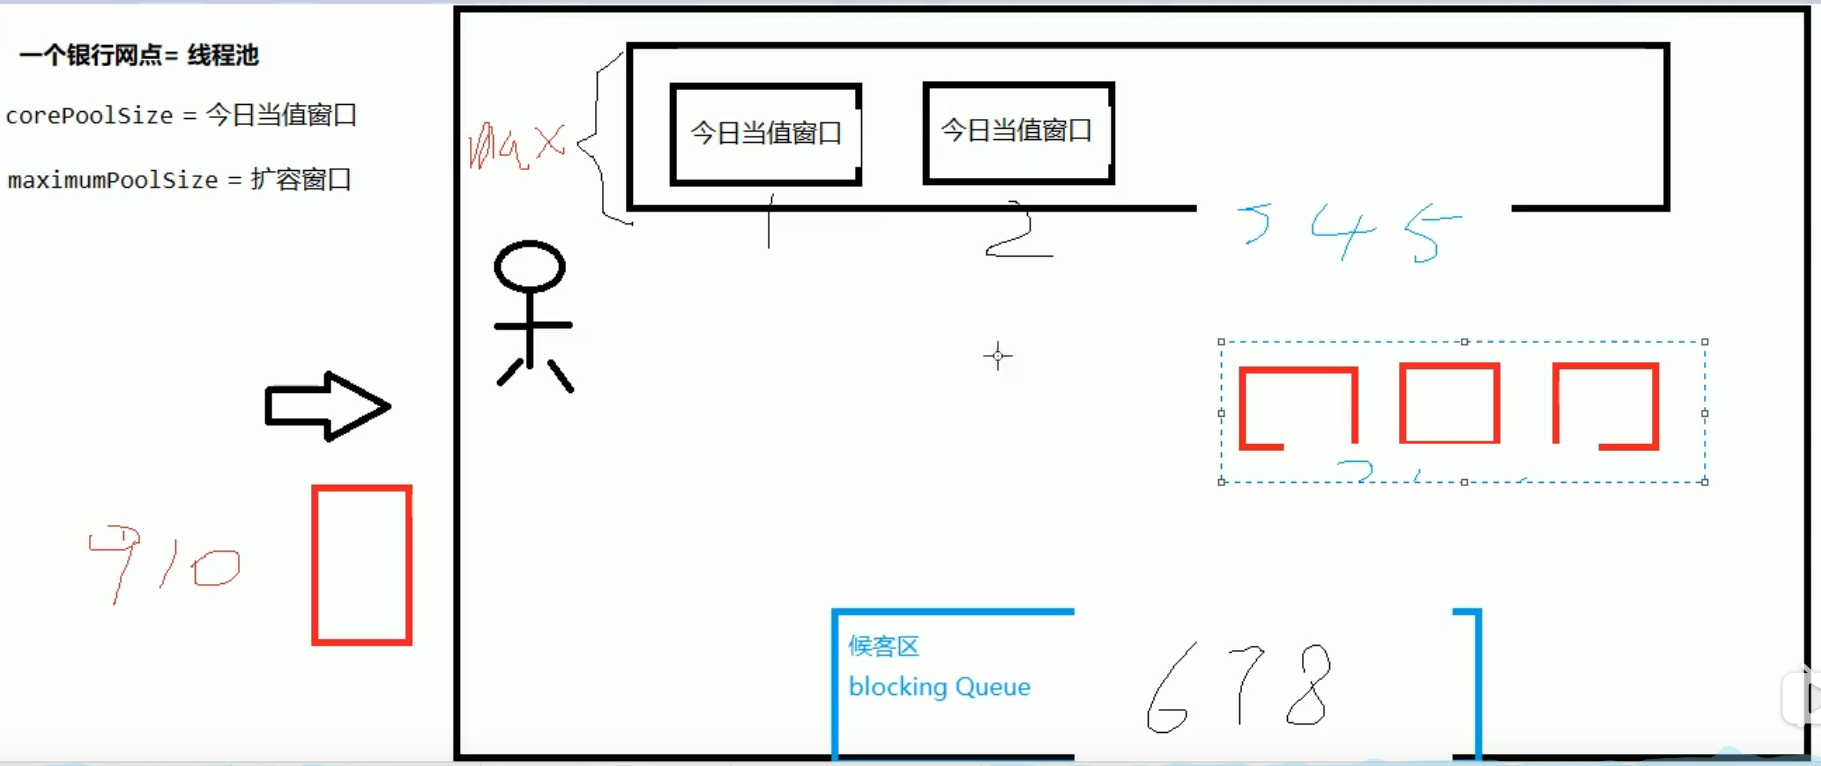 一个银行网点= 线程池
corePoolSize = 今日当值窗口
maximumPoolSize = 扩容窗口
max
今日当值窗口
今日当值窗口
1
2
3 4 5
9 10
候客区
blocking Queue
6 7 8